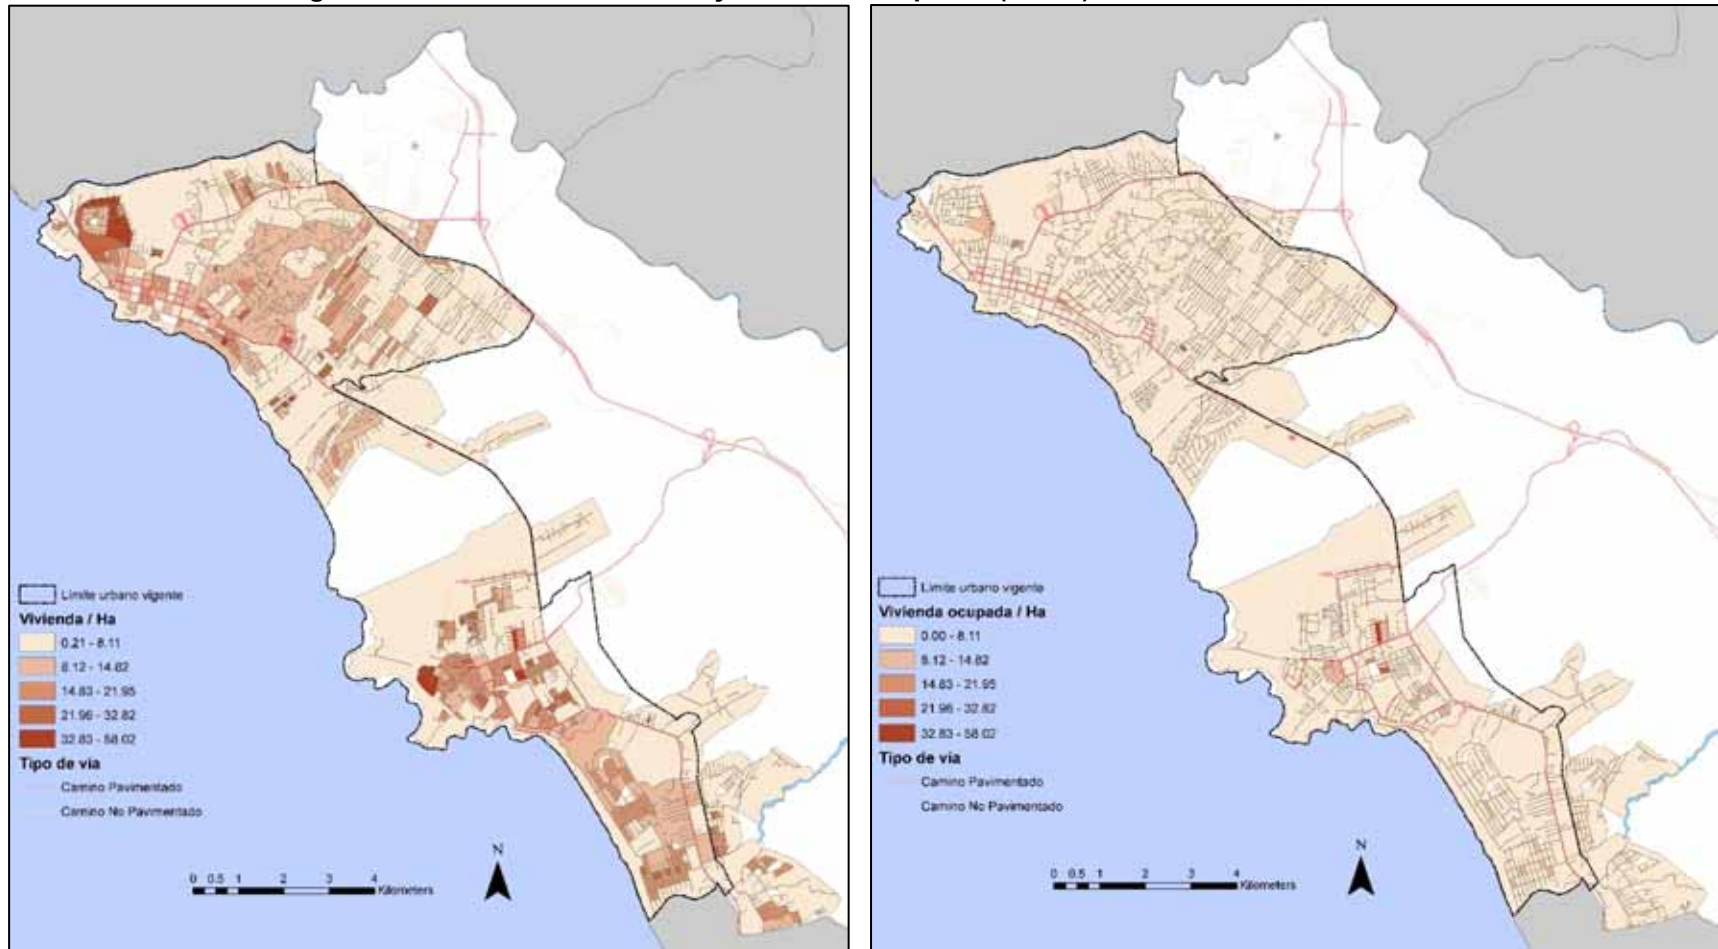 Límite urbano vigente
Vivienda / Ha
0.21 - 8.11
8.12 - 14.82
14.83 - 21.95
21.96 - 32.82
32.83 - 58.02
Tipo de via
Camino Pavimentado
Camino No Pavimentado
N
0 0.5 1 2 3 4
Kilometers
Límite urbano vigente
Vivienda ocupada / Ha
0.00 - 8.11
8.12 - 14.82
14.83 - 21.95
21.96 - 32.82
32.83 - 58.02
Tipo de via
Camino Pavimentado
Camino No Pavimentado
N
0 0.5 1 2 3 4
Kilometers